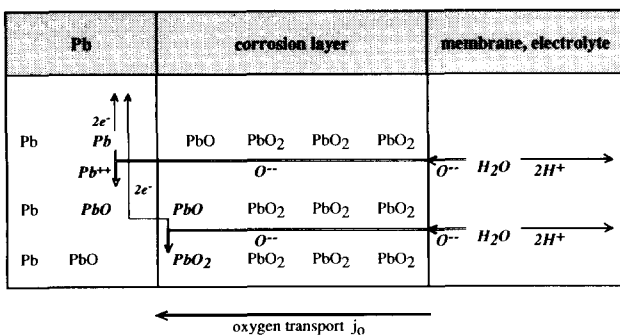 Pb corrosion layer membrane, electrolyte
2e-
Pb Pb PbO PbO2 PbO2 PbO2
Pb++ O-- O-- H2O 2H+
2e-
Pb PbO PbO PbO2 PbO2 PbO2
O-- O-- H2O 2H+
Pb PbO PbO2 PbO2 PbO2 PbO2
oxygen transport jo